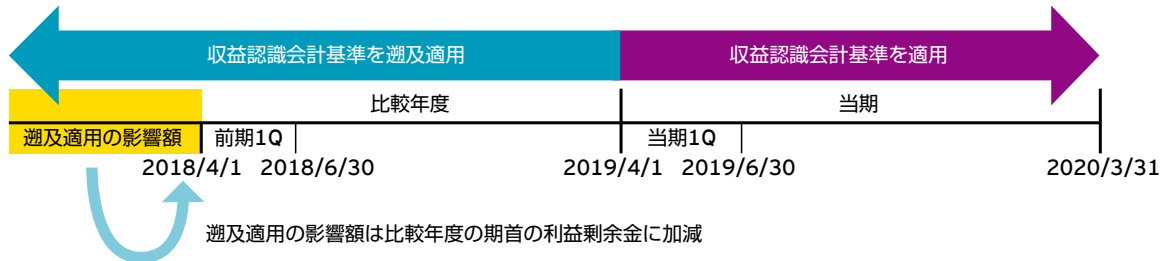 収益認識会計基準を遡及適用 収益認識会計基準を適用
比較年度 当期
遡及適用の影響額 前期1Q 当期1Q
2018/4/1 2018/6/30 2019/4/1 2019/6/30 2020/3/31
遡及適用の影響額は比較年度の期首の利益剰余金に加減